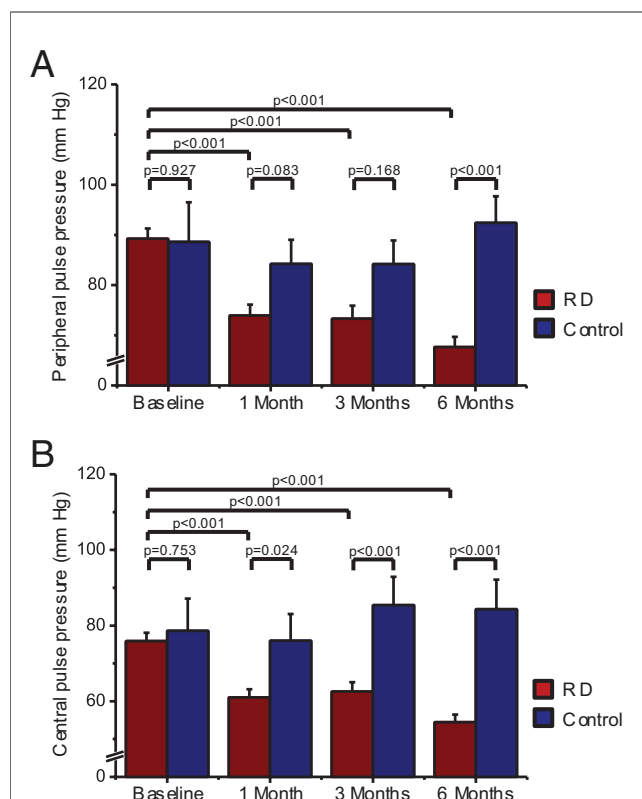 A
Peripheral pulse pressure (mm Hg)
120
100
80
0
p<0.001
p<0.001
p<0.001
p=0.927
p=0.083
p=0.168
p<0.001
RD
Control
Baseline
1 Month
3 Months
6 Months
B
Central pulse pressure (mm Hg)
120
100
80
60
0
p<0.001
p<0.001
p<0.001
p=0.753
p=0.024
p<0.001
p<0.001
RD
Control
Baseline
1 Month
3 Months
6 Months